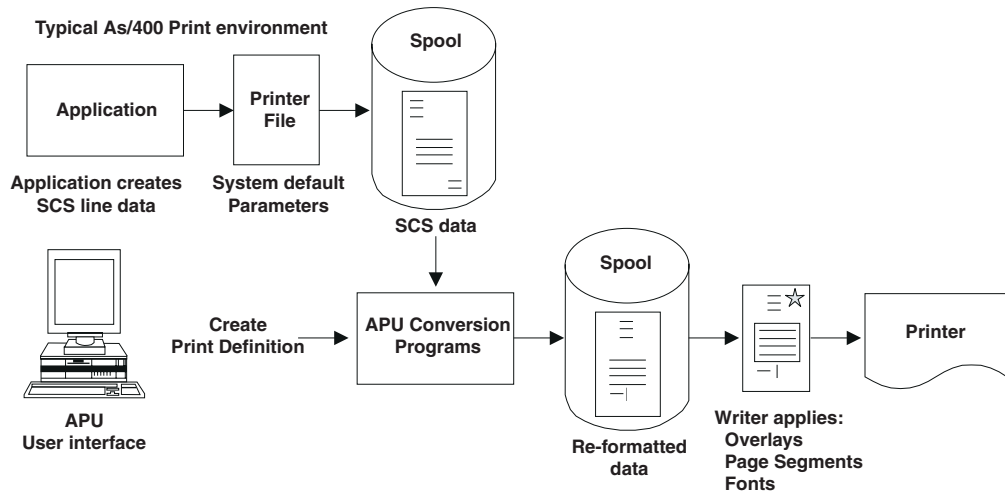 Typical As/400 Print environment
Spool
Application
Printer
File
Application creates
SCS line data
System default
Parameters
SCS data
Spool
Create
Print Definition
APU Conversion
Programs
Printer
APU
User interface
Re-formatted
data
Writer applies:
Overlays
Page Segments
Fonts